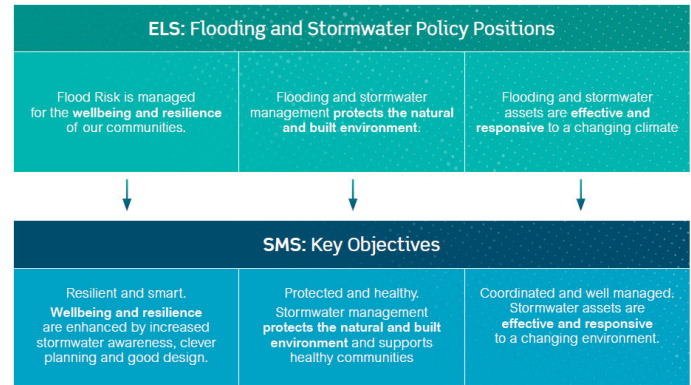 ELS: Flooding and Stormwater Policy Positions
Flood Risk is managed
for the wellbeing and resilience
of our communities.
Flooding and stormwater
management protects the natural
and built environment.
Flooding and stormwater
assets are effective and
responsive to a changing climate
SMS: Key Objectives
Resilient and smart.
Wellbeing and resilience
are enhanced by increased
stormwater awareness, clever
planning and good design.
Protected and healthy.
Stormwater management
protects the natural and built
environment and supports
healthy communities
Coordinated and well managed.
Stormwater assets are
effective and responsive
to a changing environment.